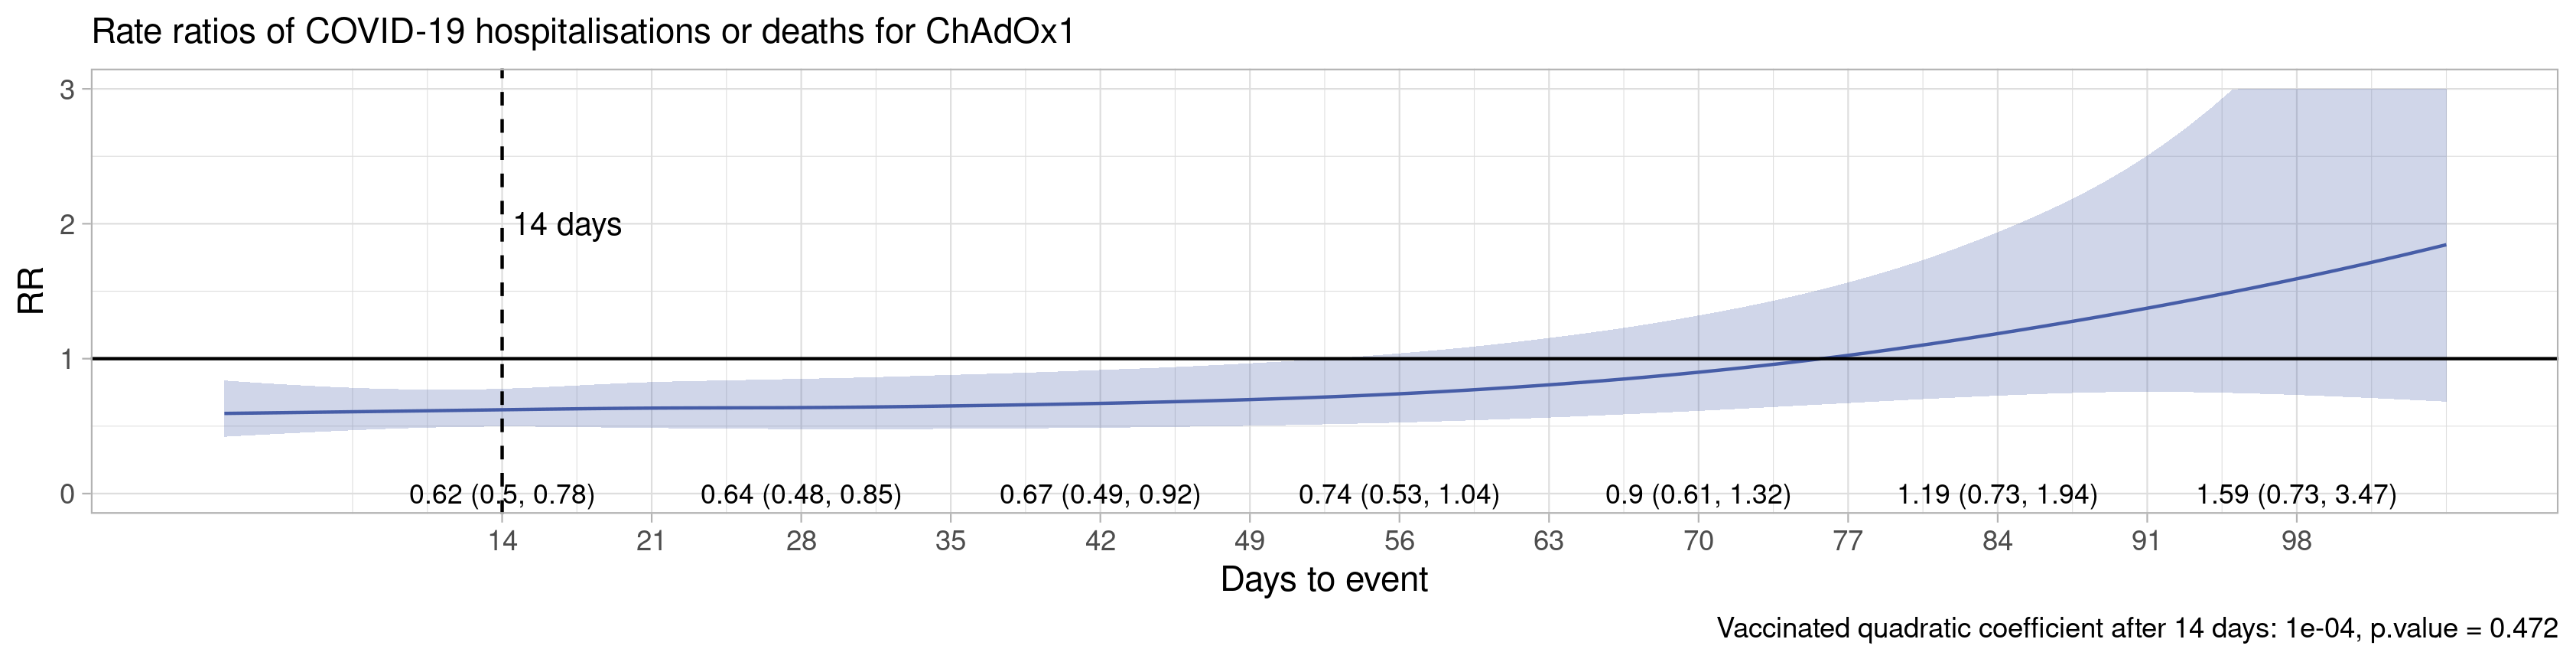 Rate ratios of COVID-19 hospitalisations or deaths for ChAdOx1
3
2
1
0
RR
14 days
0.62 (0.5, 0.78) 0.64 (0.48, 0.85) 0.67 (0.49, 0.92) 0.74 (0.53, 1.04) 0.9 (0.61, 1.32) 1.19 (0.73, 1.94) 1.59 (0.73, 3.47)
14 21 28 35 42 49 56 63 70 77 84 91 98
Days to event
Vaccinated quadratic coefficient after 14 days: 1e-04, p.value = 0.472